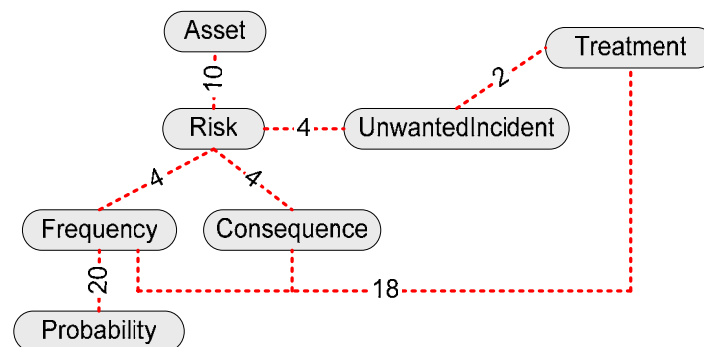 Asset
Treatment
10
2
Risk
4
UnwantedIncident
4
4
Frequency
Consequence
20
18
Probability